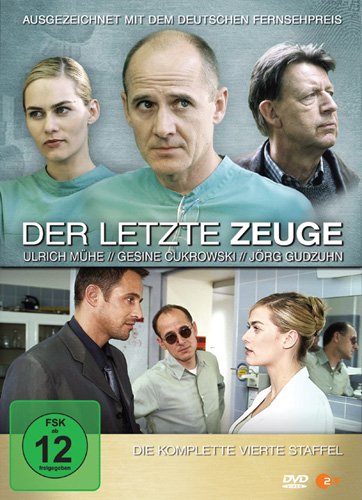 AUSGEZEICHNET MIT DEM DEUTSCHEN FERNSEHPREIS
DER LETZTE ZEUGE
ULRICH MÜHE // GESINE CUKROWSKI // JÖRG GUDZUHN
FSK
ab
12
freigegeben
DIE KOMPLETTE VIERTE STAFFEL
DVD
VIDEO
ZDF